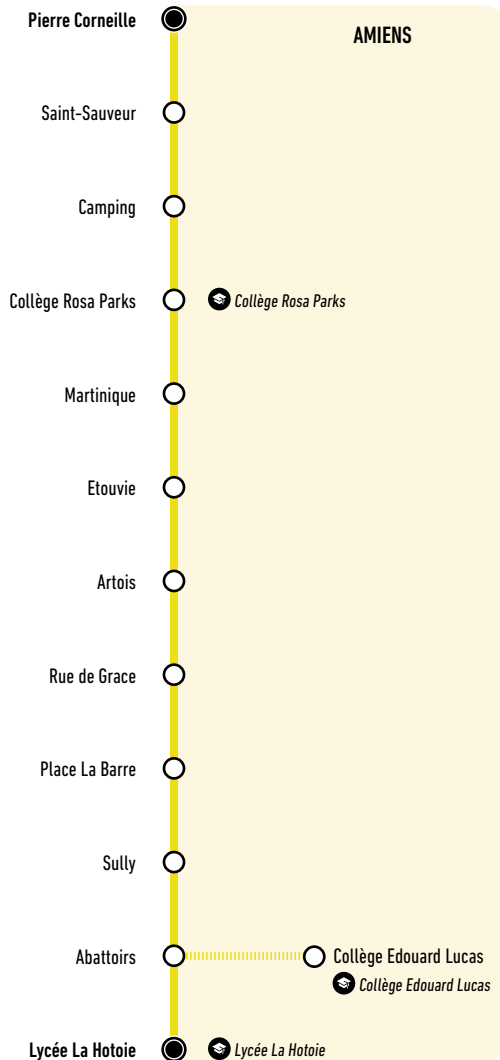 Pierre Corneille
AMIENS
Saint-Sauveur
Camping
Collège Rosa Parks
Collège Rosa Parks
Martinique
Etouvie
Artois
Rue de Grace
Place La Barre
Sully
Abattoirs
Collège Edouard Lucas
Collège Edouard Lucas
Lycée La Hotoie
Lycée La Hotoie